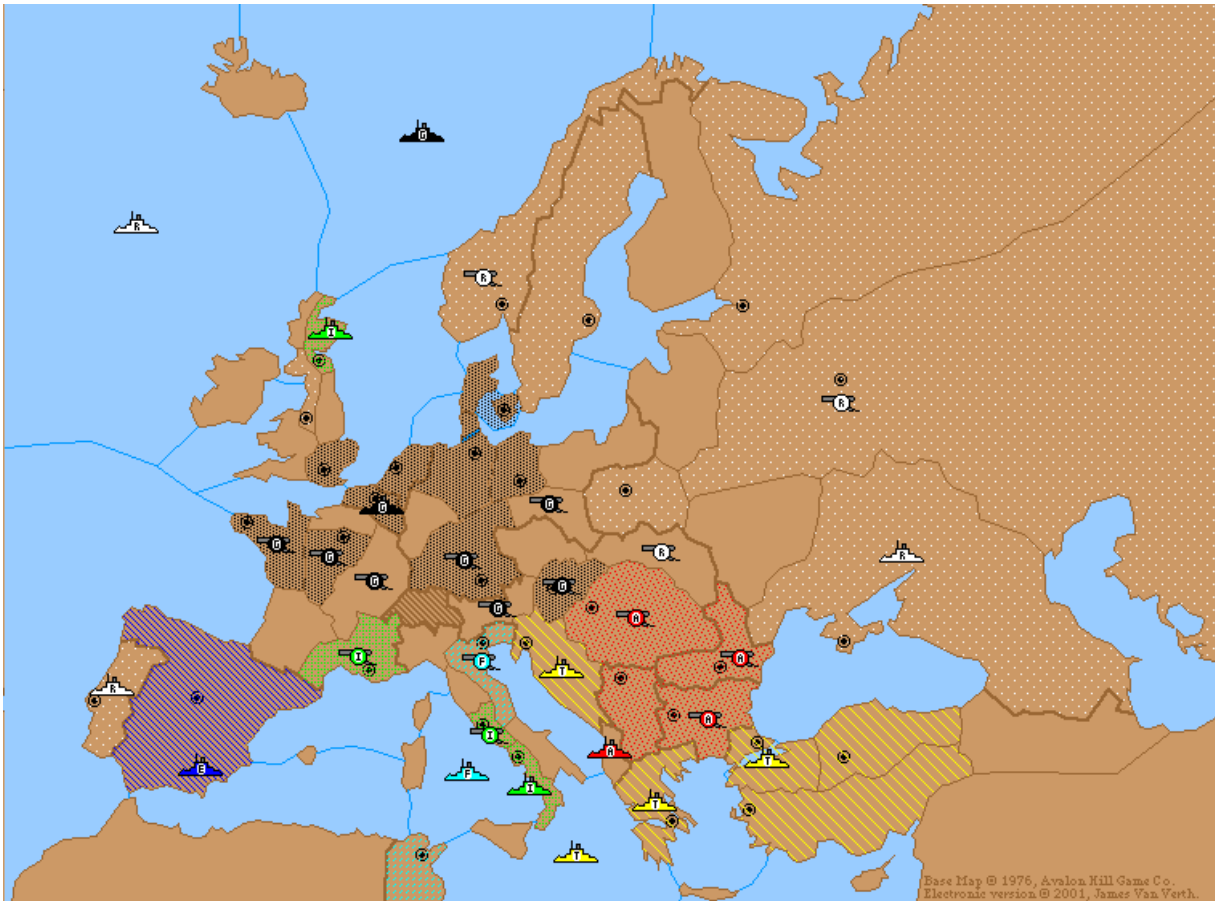 G
R
R
I
R
G
G
G
G
R
R
G
G
G
A
I
F
A
T
R
A
I
A
E
F
T
I
T
T
Base Map © 1976, Avalon Hill Game Co.
Electronic version © 2001, James Van Verth.